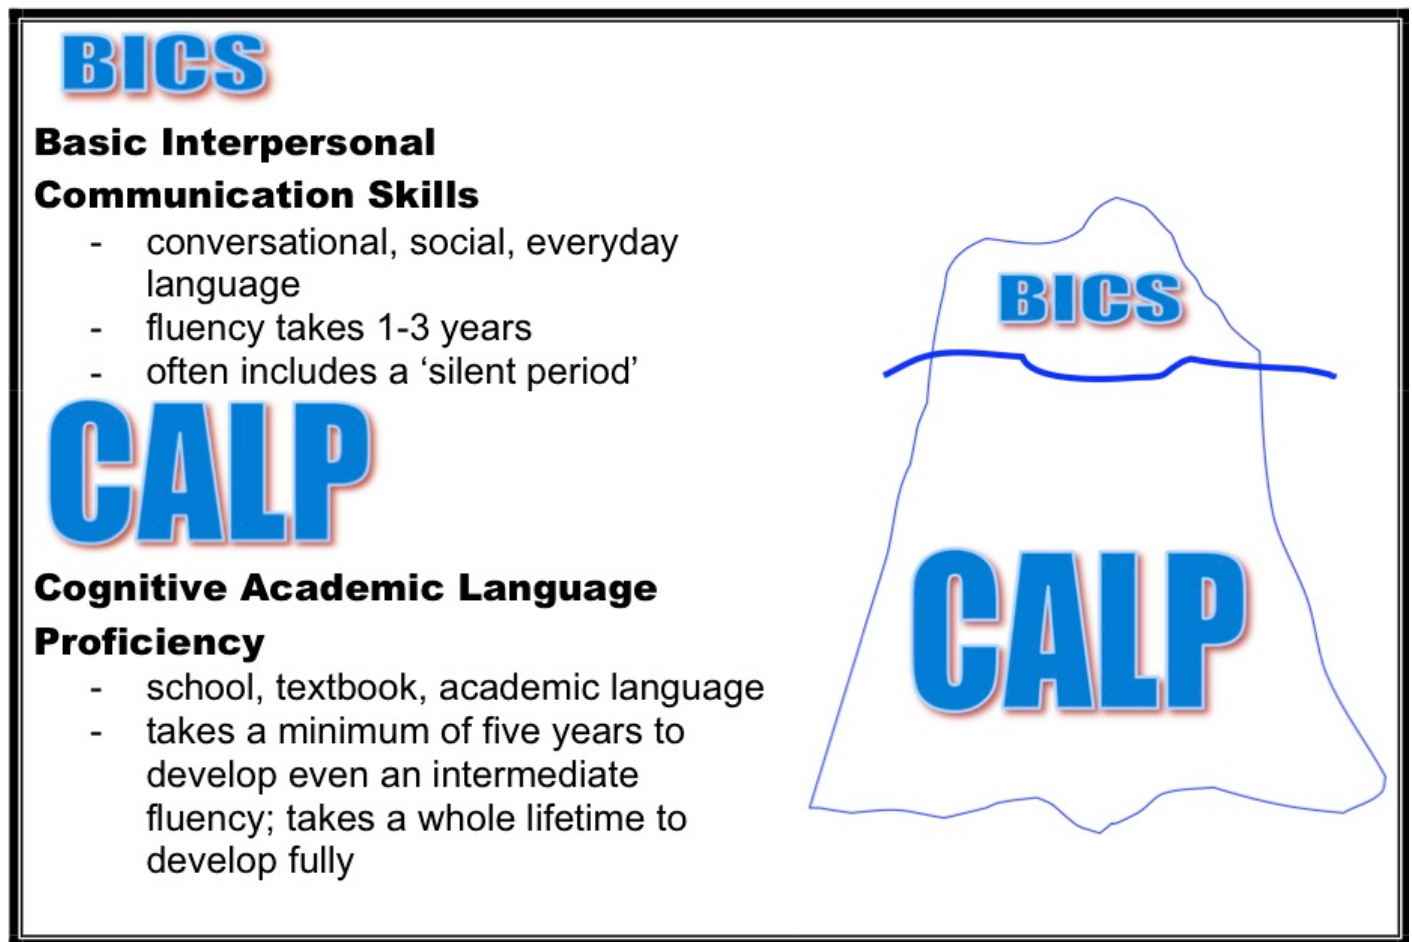 BICS
Basic Interpersonal
Communication Skills
- conversational, social, everyday
language
- fluency takes 1-3 years
- often includes a ‘silent period’
CALP
Cognitive Academic Language
Proficiency
- school, textbook, academic language
- takes a minimum of five years to
develop even an intermediate
fluency; takes a whole lifetime to
develop fully
BICS
CALP